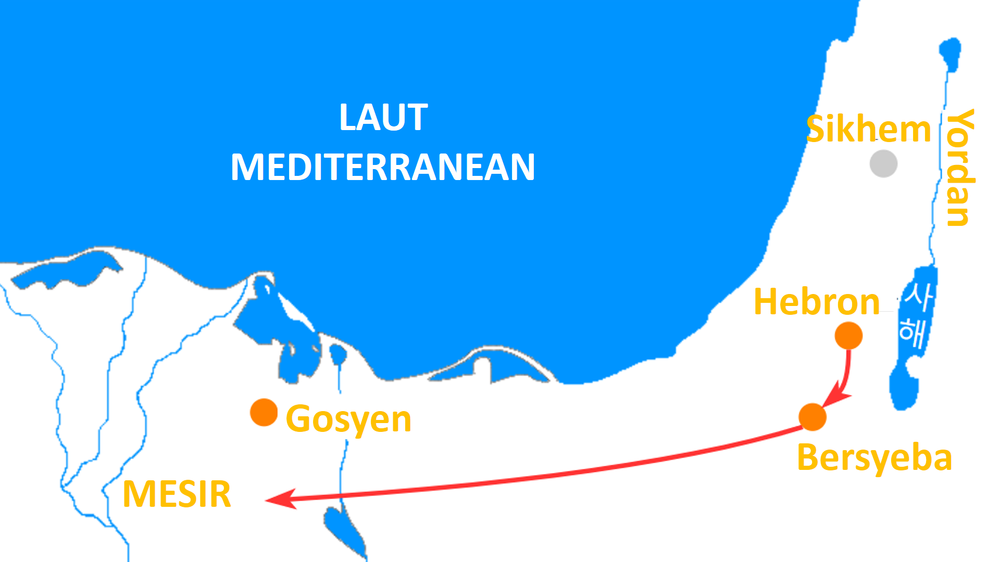 LAUT
MEDITERRANEAN
Sikhem
Yordan
Hebron
사
해
Gosyen
Bersyeba
MESIR